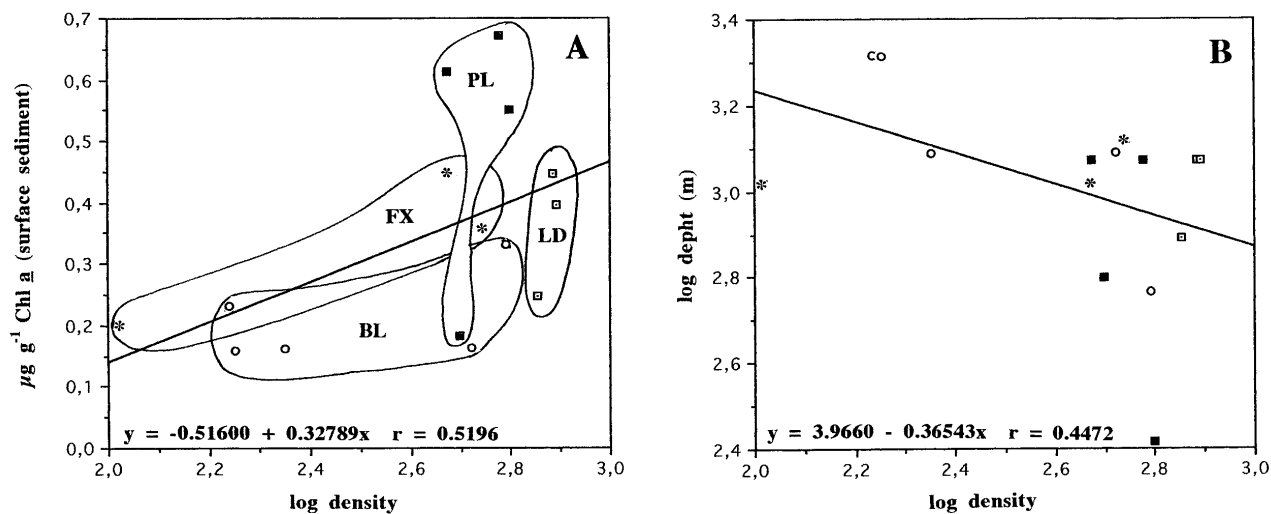 0,7
0,6
0,5
0,4
0,3
0,2
0,1
0,0
µg g⁻¹ Chl a (surface sediment)
A
PL
FX
LD
BL
y = -0.51600 + 0.32789x r = 0.5196
2,0 2,2 2,4 2,6 2,8 3,0
log density
3,4
3,2
3,0
2,8
2,6
2,4
log depht (m)
B
y = 3.9660 - 0.36543x r = 0.4472
2,0 2,2 2,4 2,6 2,8 3,0
log density